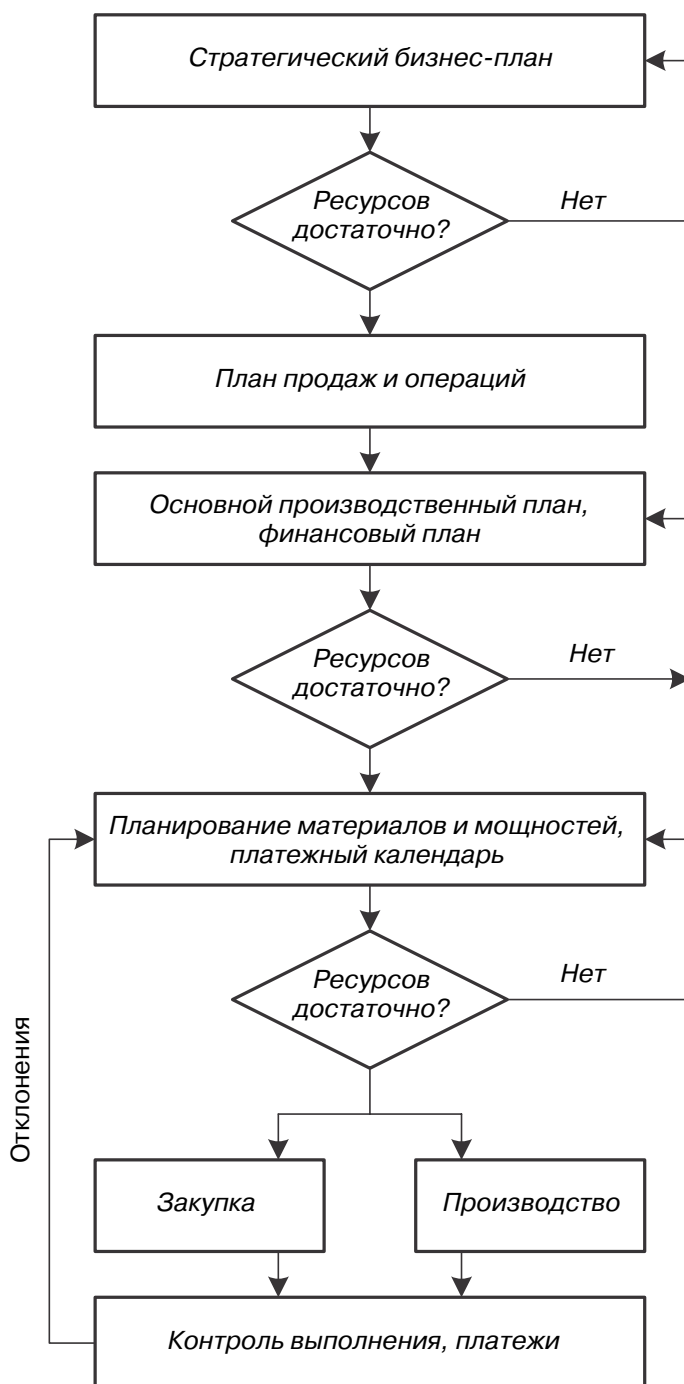 Стратегический бизнес-план
Ресурсов
достаточно?
Нет
План продаж и операций
Основной производственный план,
финансовый план
Ресурсов
достаточно?
Нет
Планирование материалов и мощностей,
платежный календарь
Ресурсов
достаточно?
Нет
Отклонения
Закупка
Производство
Контроль выполнения, платежи